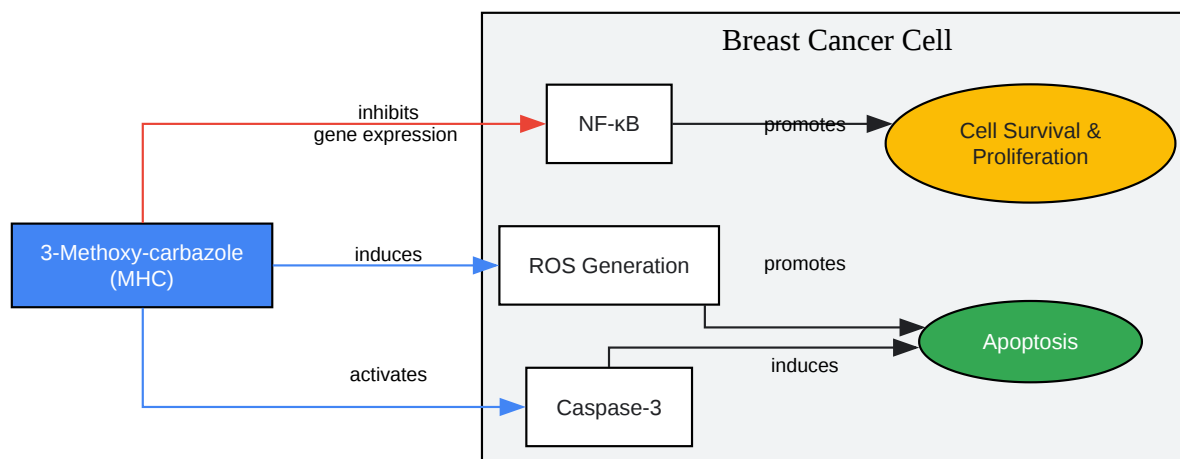 Breast Cancer Cell
inhibits
gene expression
NF-κB
promotes
Cell Survival &
Proliferation
3-Methoxy-carbazole
(MHC)
induces
ROS Generation
promotes
Apoptosis
induces
activates
Caspase-3